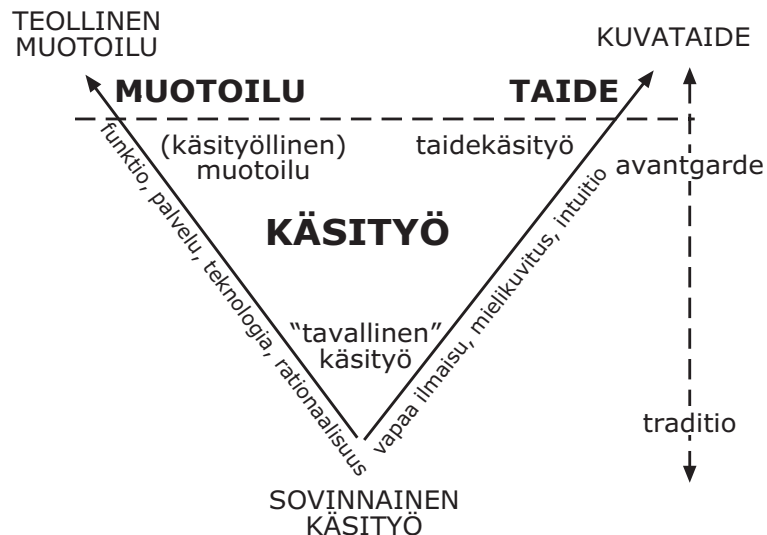 TEOLLINEN
MUOTOILU
KUVATAIDE
MUOTOILU
TAIDE
(käsityöllinen)
muotoilu
taidekäsityö
avantgarde
funktio, palvelu, teknologia, rationaalisuus
KÄSITYÖ
vapaa ilmaisu, mielikuvitus, intuitio
"tavallinen"
käsityö
traditio
SOVINNAINEN
KÄSITYÖ